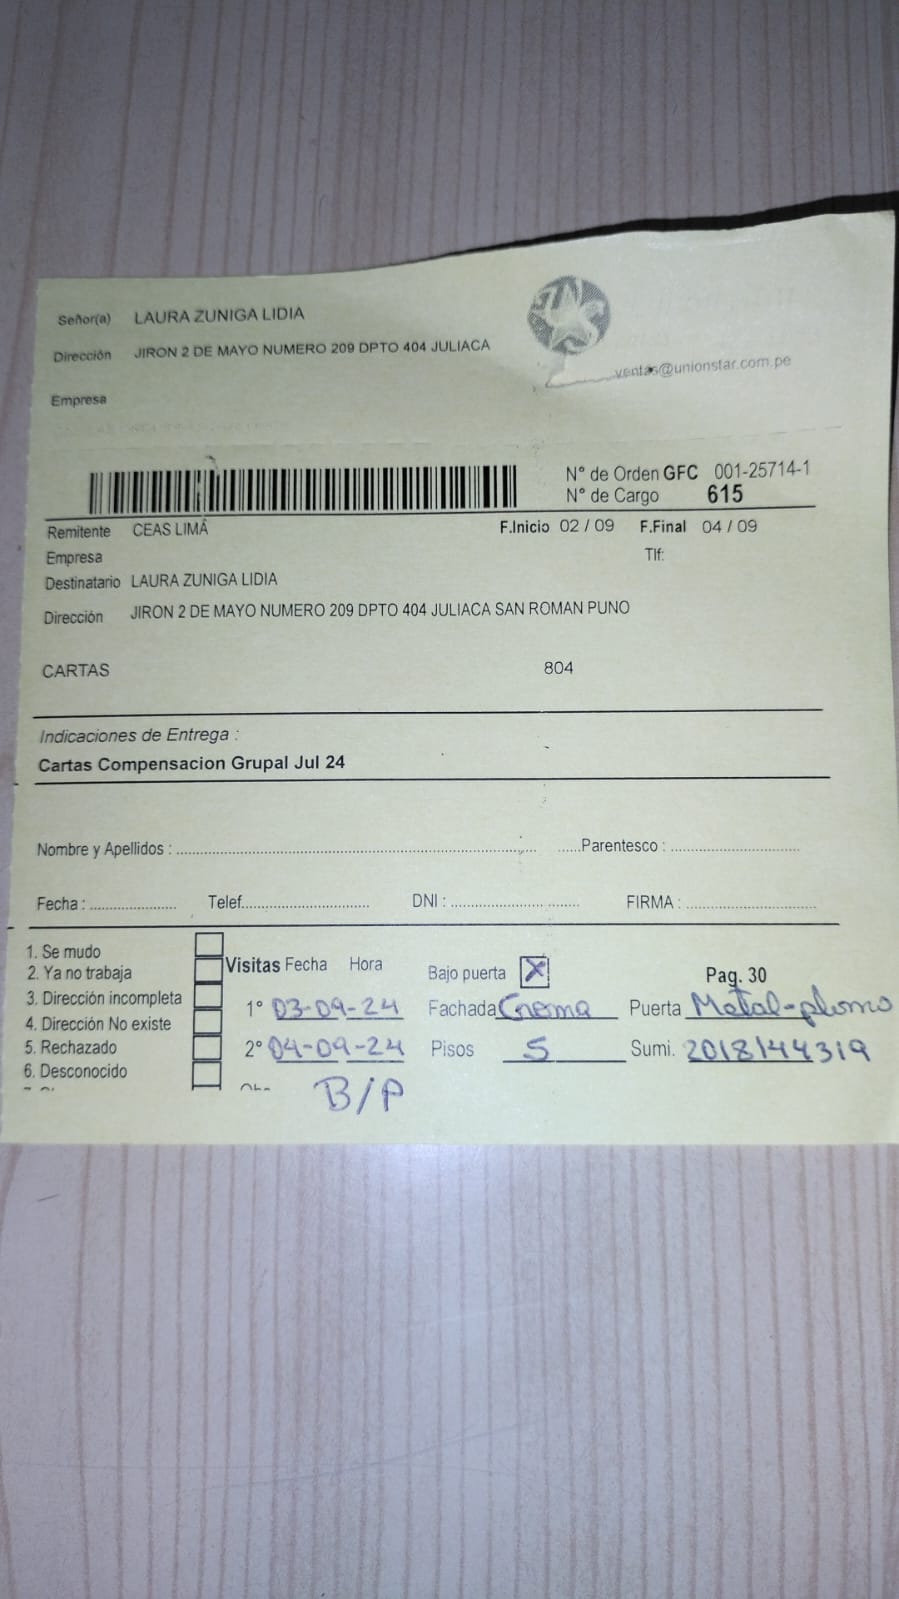 Señor(a) LAURA ZUNIGA LIDIA
Dirección JIRON 2 DE MAYO NUMERO 209 DPTO 404 JULIACA
ventas@unionstar.com.pe
Empresa
N° de Orden GFC 001-25714-1
N° de Cargo 615
Remitente CEAS LIMA F.Inicio 02 / 09 F.Final 04 / 09
Empresa Tlf:
Destinatario LAURA ZUNIGA LIDIA
Dirección JIRON 2 DE MAYO NUMERO 209 DPTO 404 JULIACA SAN ROMAN PUNO
CARTAS 804
Indicaciones de Entrega :
Cartas Compensacion Grupal Jul 24
Nombre y Apellidos : Parentesco :
Fecha : Telef. DNI : FIRMA :
1. Se mudo
2. Ya no trabaja
3. Dirección incompleta
4. Dirección No existe
5. Rechazado
6. Desconocido
Visitas Fecha Hora Bajo puerta X Pag. 30
1° 03-09-24 Fachada Crema Puerta Metal-plomo
2° 04-09-24 Pisos 5 Sumi. 2018144319
B/P